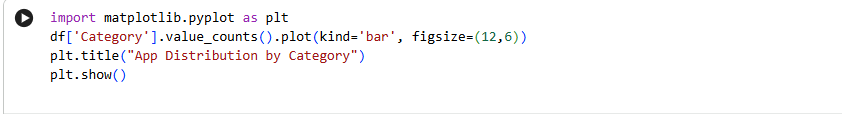 import matplotlib.pyplot as plt
df['Category'].value_counts().plot(kind='bar', figsize=(12,6))
plt.title("App Distribution by Category")
plt.show()